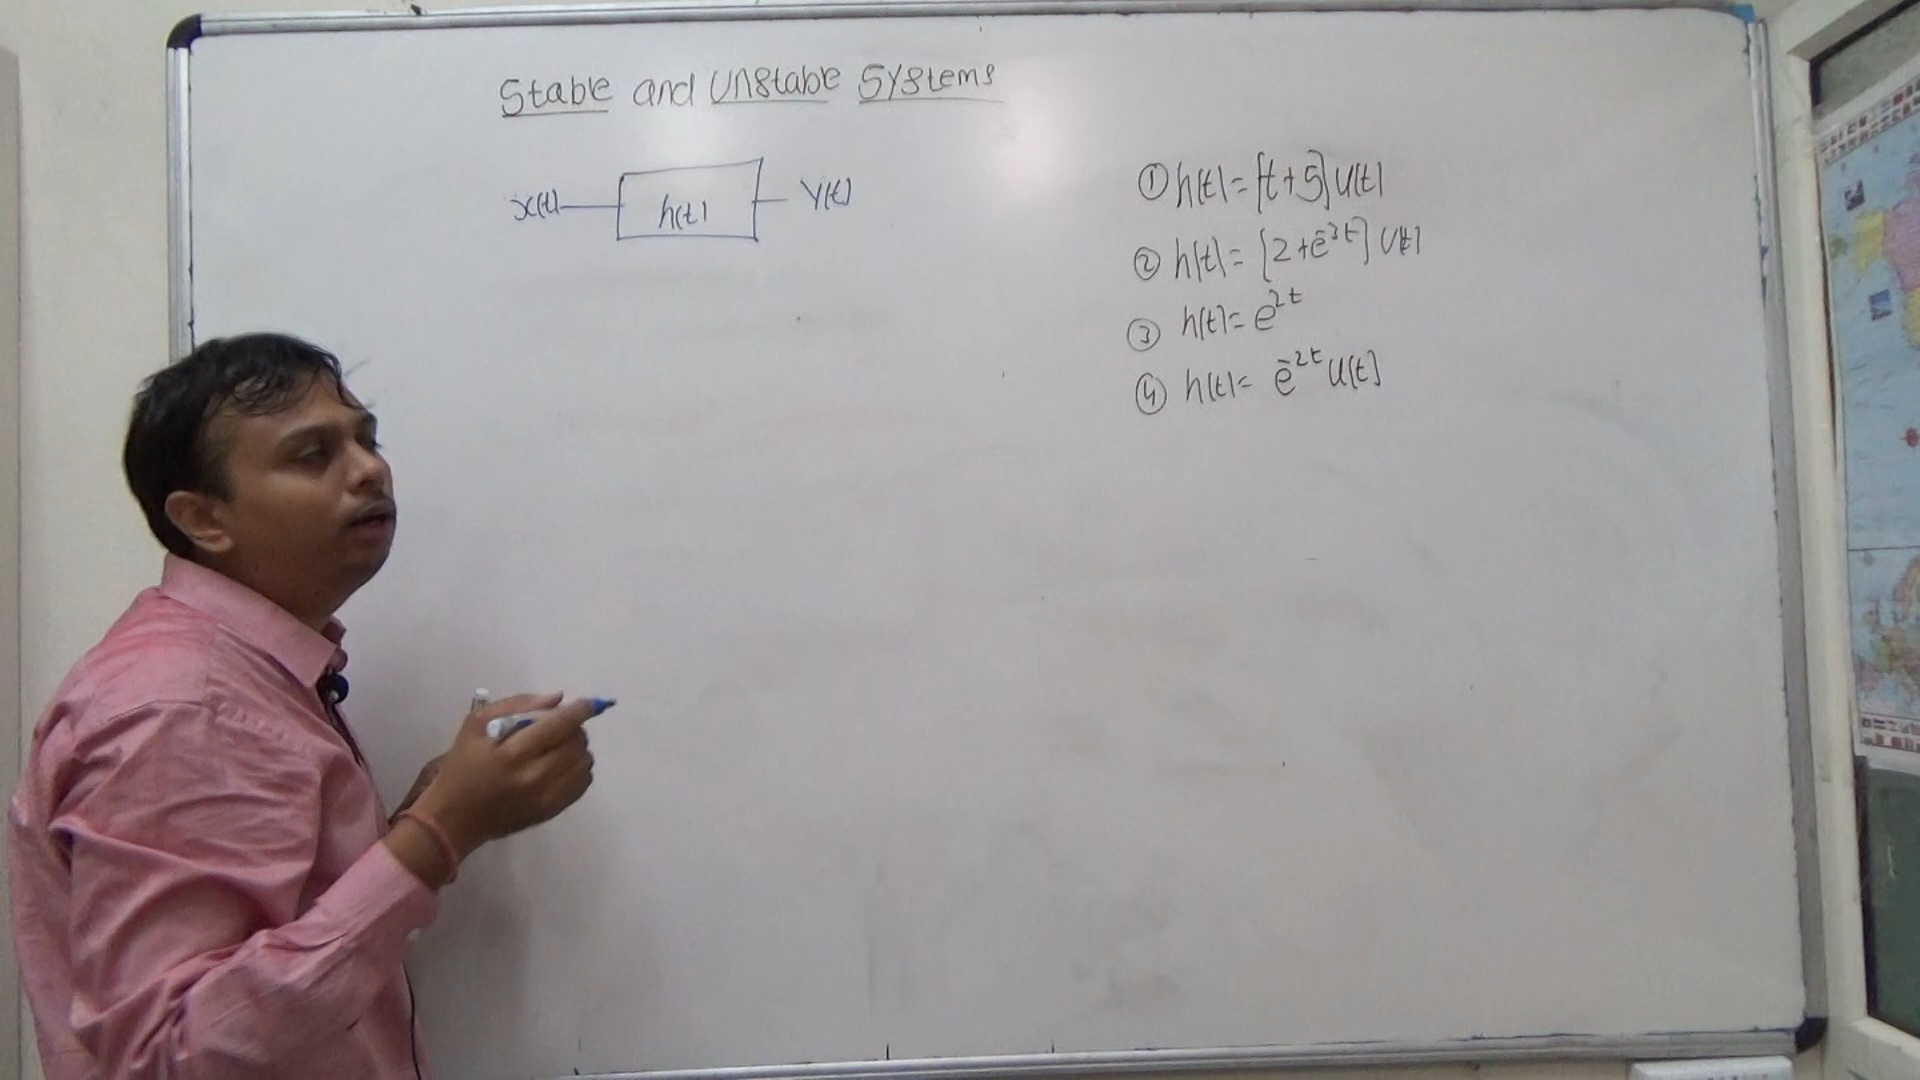 Stable and Unstable Systems
x(t) h(t) y(t)
① h(t) = [t+5] u(t)
② h(t) = [2+e^-3t] u(t)
③ h(t) = e^2t
④ h(t) = e^-2t u(t)